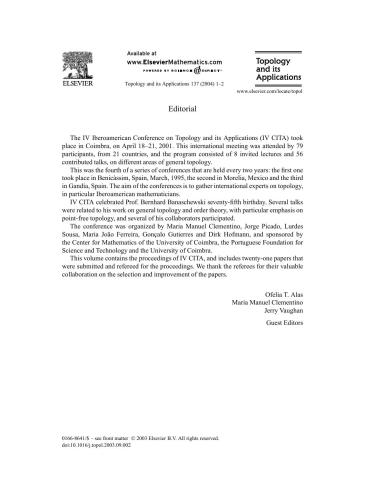 Available at
www.ElsevierMathematics.com
POWERED BY SCIENCE @ DIRECT®
ELSEVIER
Topology and its Applications 137 (2004) 1–2
Topology
and its
Applications
www.elsevier.com/locate/topol
Editorial
The IV Iberoamerican Conference on Topology and its Applications (IV CITA) took
place in Coimbra, on April 18–21, 2001. This international meeting was attended by 79
participants, from 21 countries, and the program consisted of 8 invited lectures and 56
contributed talks, on different areas of general topology.
This was the fourth of a series of conferences that are held every two years: the first one
took place in Benicàssim, Spain, March, 1995, the second in Morelia, Mexico and the third
in Gandía, Spain. The aim of the conferences is to gather international experts on topology,
in particular Iberoamerican mathematicians.
IV CITA celebrated Prof. Bernhard Banaschewski seventy-fifth birthday. Several talks
were related to his work on general topology and order theory, with particular emphasis on
point-free topology, and several of his collaborators participated.
The conference was organized by Maria Manuel Clementino, Jorge Picado, Lurdes
Sousa, Maria João Ferreira, Gonçalo Gutierres and Dirk Hofmann, and sponsored by
the Center for Mathematics of the University of Coimbra, the Portuguese Foundation for
Science and Technology and the University of Coimbra.
This volume contains the proceedings of IV CITA, and includes twenty-one papers that
were submitted and refereed for the proceedings. We thank the referees for their valuable
collaboration on the selection and improvement of the papers.
Ofelia T. Alas
Maria Manuel Clementino
Jerry Vaughan
Guest Editors
0166-8641/$ – see front matter © 2003 Elsevier B.V. All rights reserved.
doi:10.1016/j.topol.2003.09.002